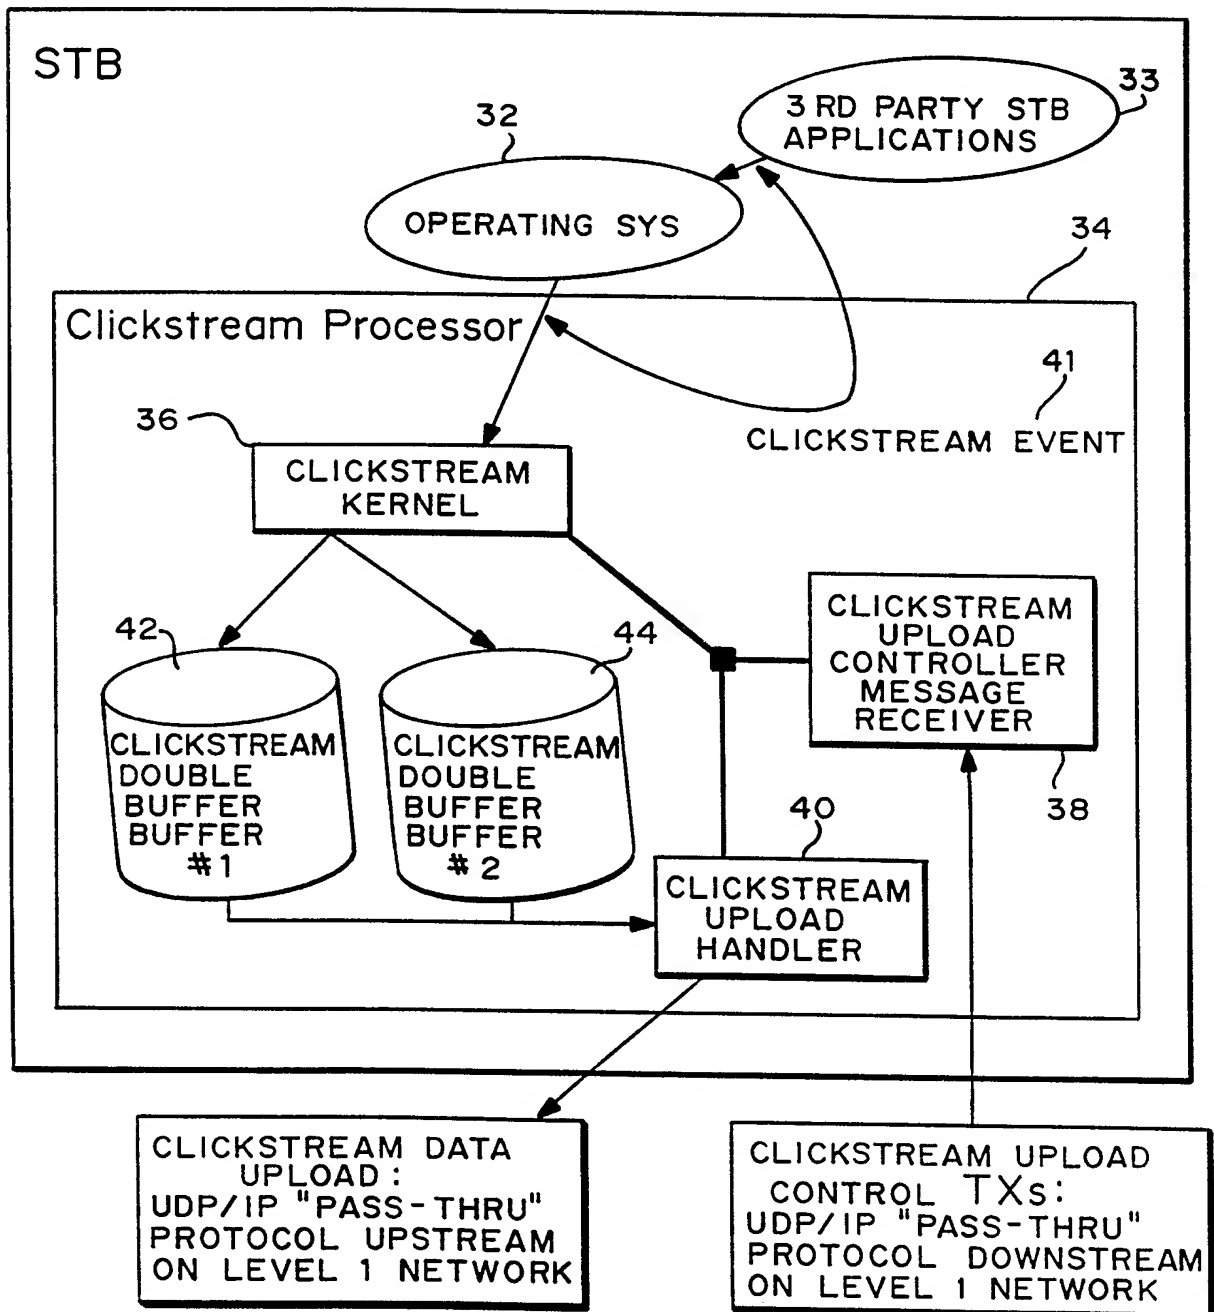 STB
33
3 RD PARTY STB
APPLICATIONS
32
OPERATING SYS
34
Clickstream Processor
41
CLICKSTREAM EVENT
36
CLICKSTREAM
KERNEL
42
44
CLICKSTREAM
UPLOAD
CONTROLLER
MESSAGE
RECEIVER
38
CLICKSTREAM
DOUBLE
BUFFER
BUFFER
#1
CLICKSTREAM
DOUBLE
BUFFER
BUFFER
#2
40
CLICKSTREAM
UPLOAD
HANDLER
CLICKSTREAM DATA
UPLOAD:
UDP/IP "PASS-THRU"
PROTOCOL UPSTREAM
ON LEVEL 1 NETWORK
CLICKSTREAM UPLOAD
CONTROL TXs:
UDP/IP "PASS-THRU"
PROTOCOL DOWNSTREAM
ON LEVEL 1 NETWORK